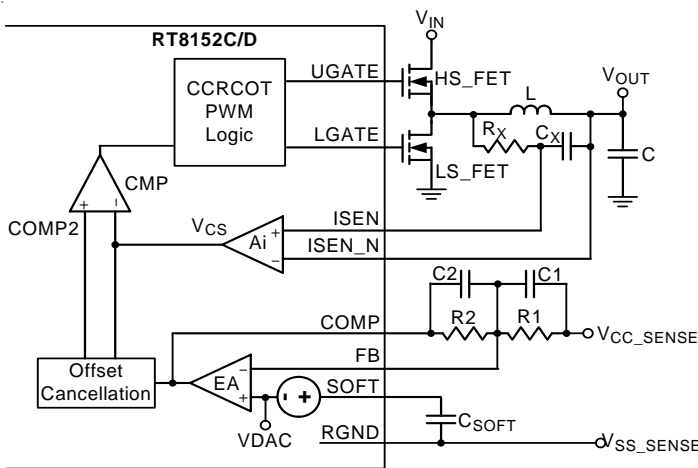 RT8152C/D
CCRCOT
PWM
Logic
UGATE
LGATE
VIN
HS_FET
LS_FET
L
VOUT
RX
CX
C
CMP
+
-
COMP2
VCS
Ai
+
-
ISEN
ISEN_N
COMP
C2
C1
R2
R1
VCC_SENSE
FB
Offset
Cancellation
EA
-
+
SOFT
- +
VDAC
CSOFT
RGND
VSS_SENSE